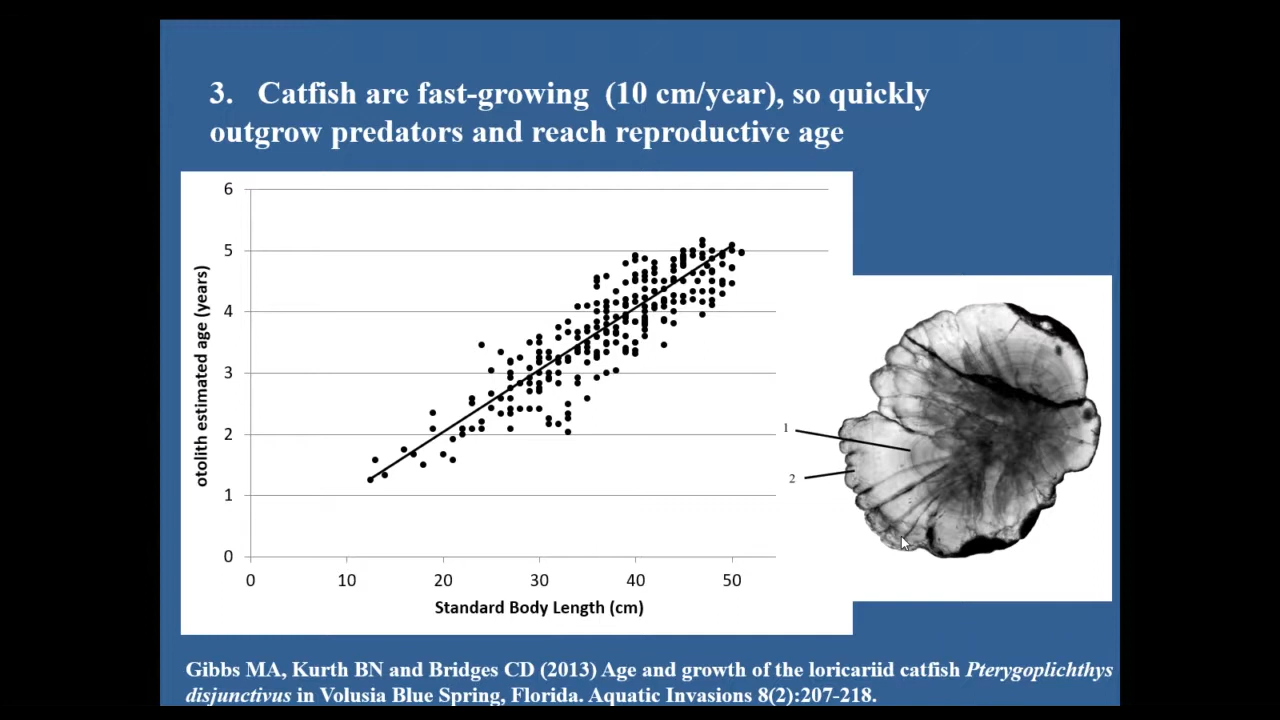 3. Catfish are fast-growing (10 cm/year), so quickly
outgrow predators and reach reproductive age
6
5
4
3
2
1
0
otolith estimated age (years)
0 10 20 30 40 50
Standard Body Length (cm)
1
2
Gibbs MA, Kurth BN and Bridges CD (2013) Age and growth of the loricariid catfish Pterygoplichthys
disjunctivus in Volusia Blue Spring, Florida. Aquatic Invasions 8(2):207-218.